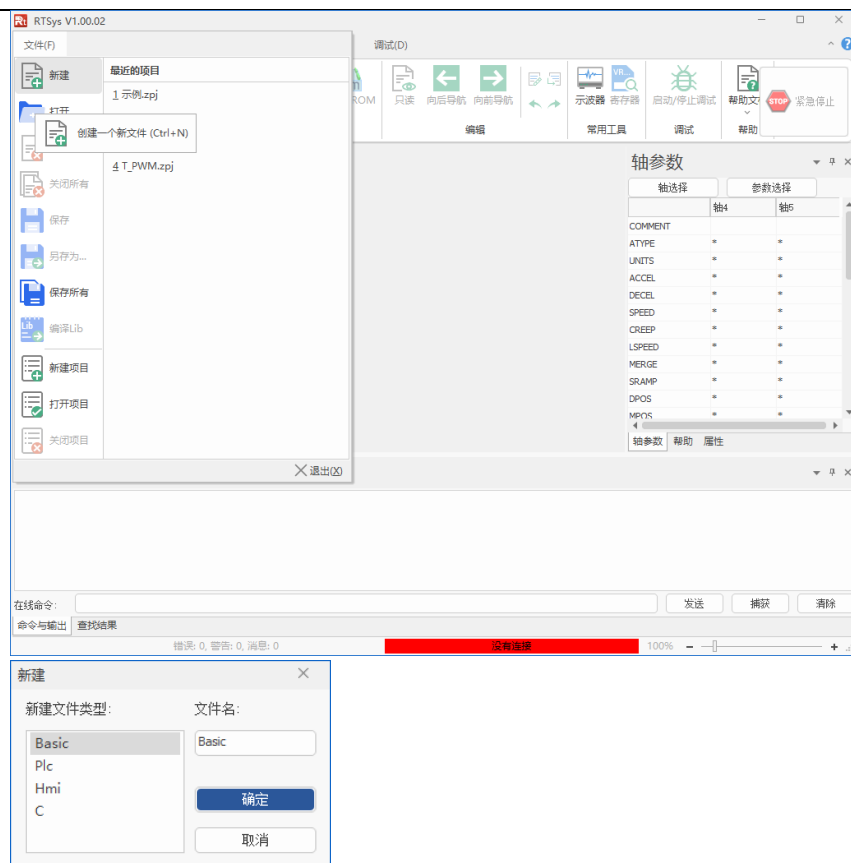 RTSys V1.00.02
文件(F)
调试(D)
新建
最近的项目
1 示例.zpj
打开
创建一个新文件 (Ctrl+N)
4 T_PWM.zpj
关闭所有
保存
另存为...
保存所有
编译Lib
新建项目
打开项目
关闭项目
退出(X)
ROM
只读
向后导航
向前导航
编辑
示波器
寄存器
常用工具
启动/停止调试
调试
帮助文
帮助
STOP
紧急停止
轴参数
轴选择
参数选择
轴4
轴5
COMMENT
ATYPE * *
UNITS * *
ACCEL * *
DECEL * *
SPEED * *
CREEP * *
LSPEED * *
MERGE * *
SRAMP * *
DPOS * *
MPOS * *
轴参数
帮助
属性
在线命令:
发送
捕获
清除
命令与输出
查找结果
错误: 0, 警告: 0, 消息: 0
没有连接
100%
新建
新建文件类型:
文件名:
Basic
Basic
Plc
Hmi
C
确定
取消